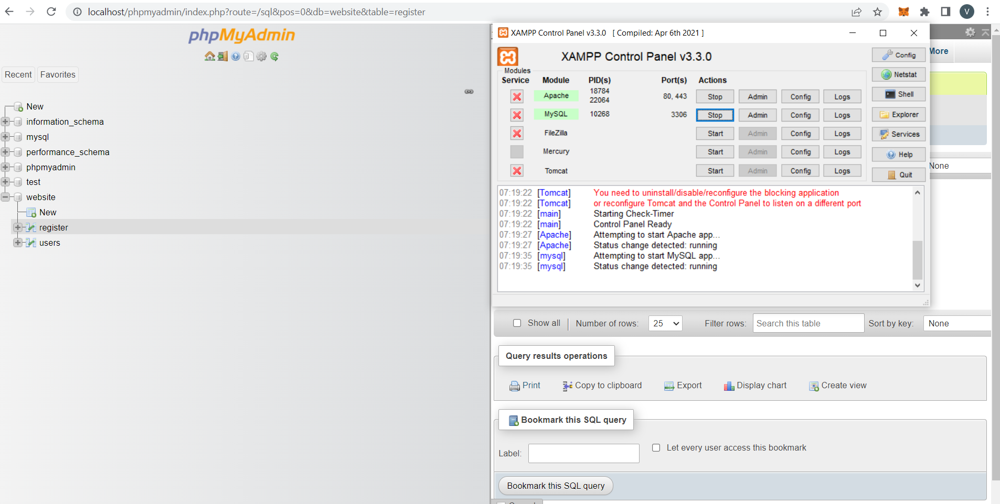 localhost/phpmyadmin/index.php?route=/sql&pos=0&db=website&table=register
V
phpMyAdmin
Recent
Favorites
New
information_schema
mysql
performance_schema
phpmyadmin
test
website
New
register
users
XAMPP Control Panel v3.3.0 [ Compiled: Apr 6th 2021 ]
XAMPP Control Panel v3.3.0
Modules
Service Module PID(s) Port(s) Actions
Apache 18784 22064 80, 443 Stop Admin Config Logs
MySQL 10268 3306 Stop Admin Config Logs
FileZilla Start Admin Config Logs
Mercury Start Admin Config Logs
Tomcat Start Admin Config Logs
Config
Netstat
Shell
Explorer
Services
Help
Quit
07:19:22 [Tomcat] You need to uninstall/disable/reconfigure the blocking application
07:19:22 [Tomcat] or reconfigure Tomcat and the Control Panel to listen on a different port
07:19:22 [main] Starting Check-Timer
07:19:22 [main] Control Panel Ready
07:19:27 [Apache] Attempting to start Apache app...
07:19:27 [Apache] Status change detected: running
07:19:35 [mysql] Attempting to start MySQL app...
07:19:35 [mysql] Status change detected: running
More
None
Show all Number of rows: 25 Filter rows: Search this table Sort by key: None
Query results operations
Print Copy to clipboard Export Display chart Create view
Bookmark this SQL query
Label: Let every user access this bookmark
Bookmark this SQL query